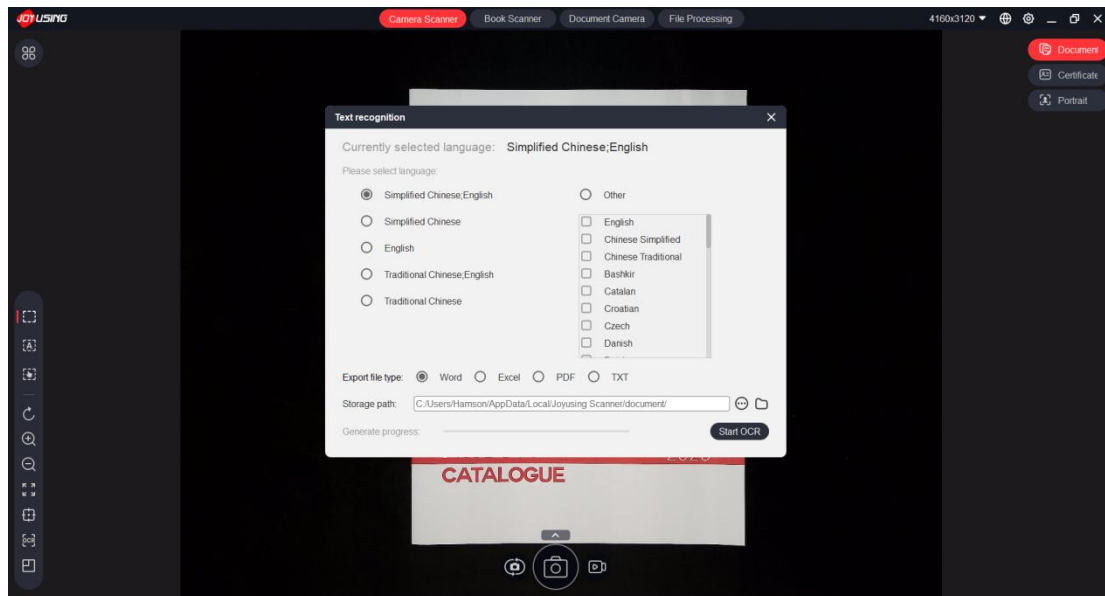 JOYUSING
Camera Scanner
Book Scanner
Document Camera
File Processing
4160x3120
Document
Certificate
Portrait
Text recognition
Currently selected language: Simplified Chinese;English
Please select language:
Simplified Chinese;English
Simplified Chinese
English
Traditional Chinese;English
Traditional Chinese
Other
English
Chinese Simplified
Chinese Traditional
Bashkir
Catalan
Croatian
Czech
Danish
Export file type: Word Excel PDF TXT
Storage path: C:/Users/Hamson/AppData/Local/Joyusing Scanner/document/
Generate progress:
Start OCR
CATALOGUE
A
OCR